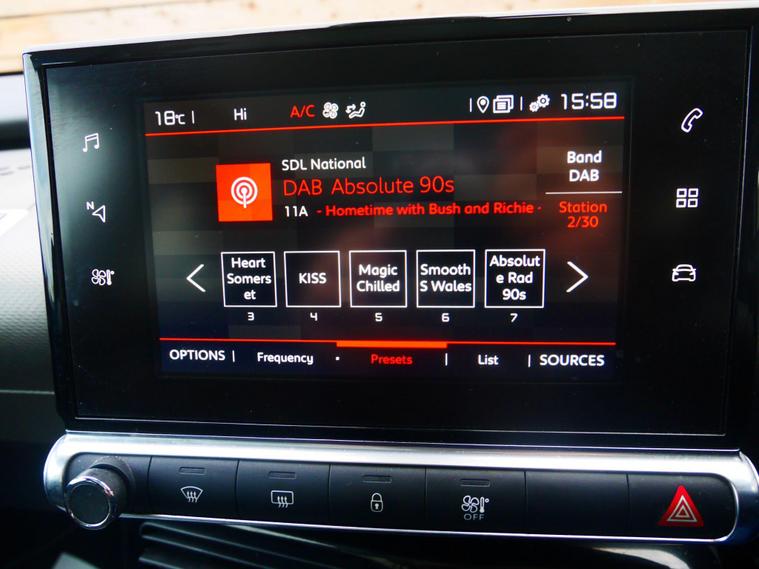 18°C | Hi A/C | | 15:58
SDL National
DAB Absolute 90s
11A - Hometime with Bush and Richie -
Band
DAB
Station
2/30
N
Heart
Somers
et
KISS
Magic
Chilled
Smooth
S Wales
Absolut
e Rad
90s
3 4 5 6 7
OPTIONS | Frequency · Presets | List | SOURCES
OFF